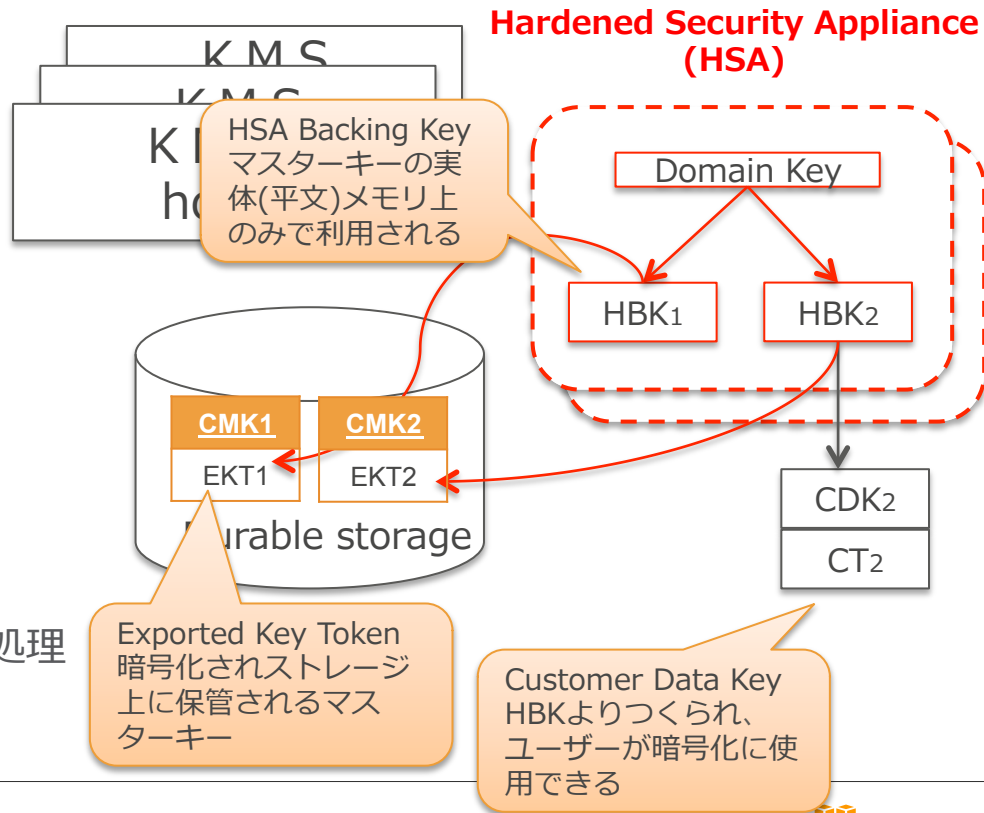 Hardened Security Appliance
(HSA)
KMS
HSA Backing Key
マスターキーの実
体(平文)メモリ上
のみで利用される
Domain Key
HBK1
HBK2
CMK1
CMK2
EKT1
EKT2
urable storage
CDK2
CT2
処理
Exported Key Token
暗号化されストレージ
上に保管されるマス
ターキー
Customer Data Key
HBKよりつくられ、
ユーザーが暗号化に使
用できる